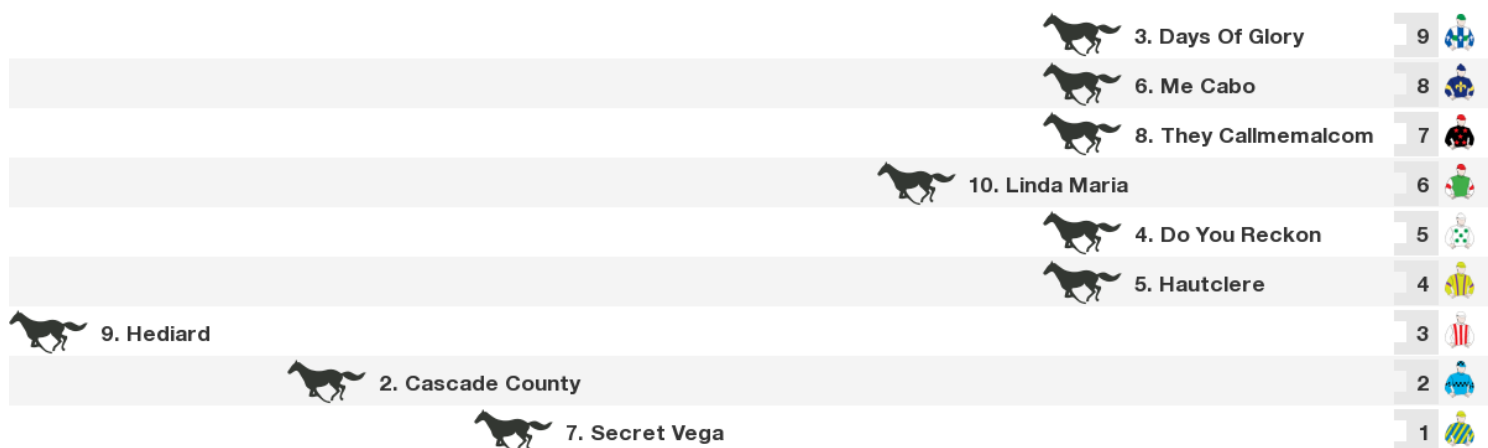 3. Days Of Glory 9
6. Me Cabo 8
8. They Callmemalcom 7
10. Linda Maria 6
4. Do You Reckon 5
5. Hautclere 4
9. Hediard 3
2. Cascade County 2
7. Secret Vega 1